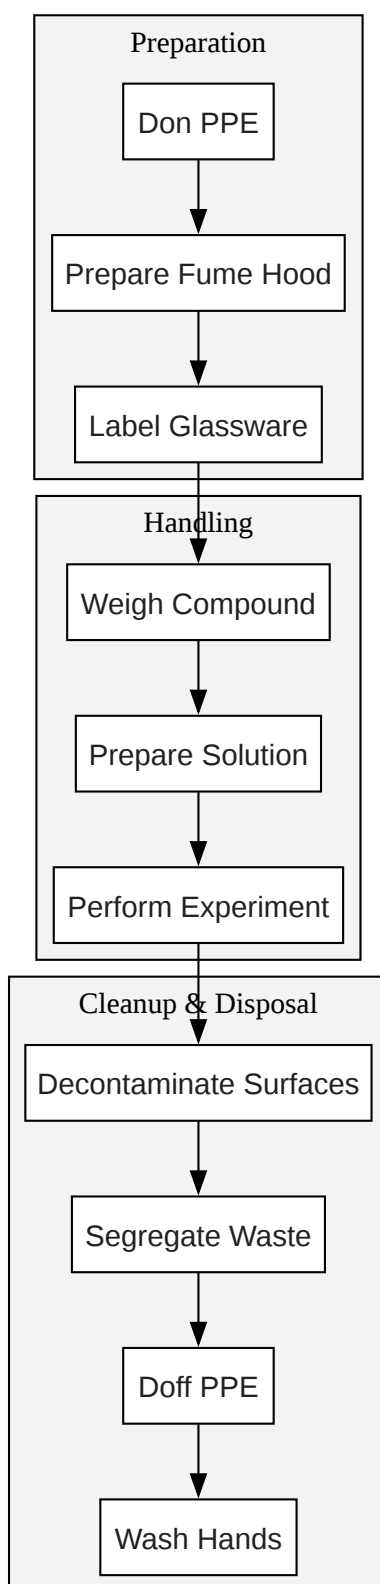 Preparation
Don PPE
Prepare Fume Hood
Label Glassware
Handling
Weigh Compound
Prepare Solution
Perform Experiment
Cleanup & Disposal
Decontaminate Surfaces
Segregate Waste
Doff PPE
Wash Hands